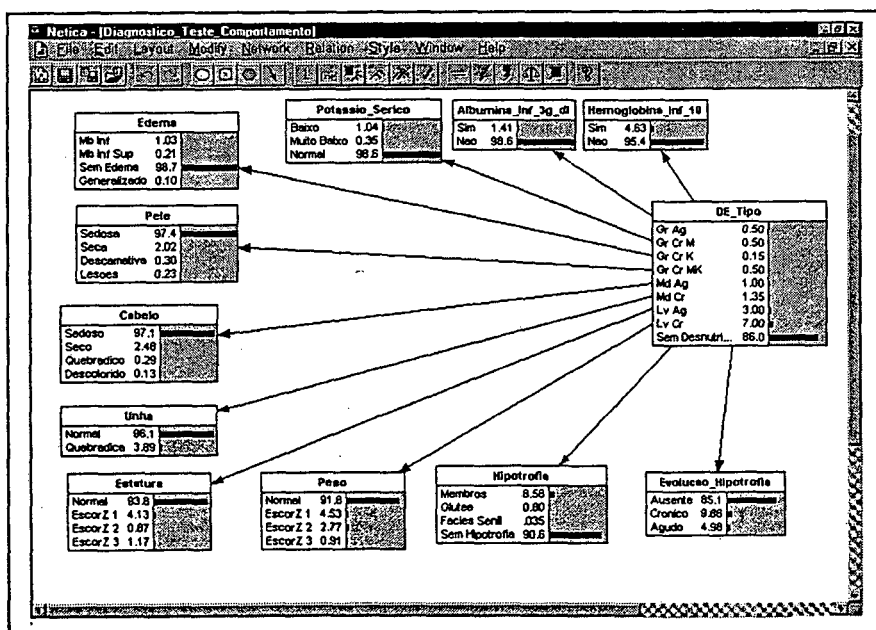 Netica - [Diagnostico_Teste_Comportamento]
File Edit Layout Modify Network Relation Style Window Help
Potassio_Serico
Baixo 1.04
Muito Baixo 0.35
Normal 98.6
Albumina_Inf_3g_dl
Sim 1.41
Nao 98.6
Hemoglobina_Inf_10
Sim 4.63
Nao 95.4
Edema
Mb Inf 1.03
Mb Inf Sup 0.21
Sem Edema 98.7
Generalizado 0.10
DE_Tipo
Gr Ag 0.50
Gr Cr M 0.50
Gr Cr K 0.15
Gr Cr MK 0.50
Md Ag 1.00
Md Cr 1.35
Lv Ag 3.00
Lv Cr 7.00
Sem Desnutri... 86.0
Pele
Sedosa 97.4
Seca 2.02
Descamativa 0.30
Lesoes 0.23
Cabelo
Sedoso 97.1
Seco 2.48
Quebradico 0.29
Descolorido 0.13
Unha
Normal 96.1
Quebradica 3.89
Estatura
Normal 93.8
EscorZ 1 4.13
EscorZ 2 0.87
EscorZ 3 1.17
Peso
Normal 91.8
EscorZ 1 4.53
EscorZ 2 2.77
EscorZ 3 0.91
Hipotrofia
Membros 8.58
Glutea 0.80
Facies Senil .035
Sem Hipotrofia 90.6
Evolucao_Hipotrofia
Ausente 85.1
Cronico 9.88
Agudo 4.98